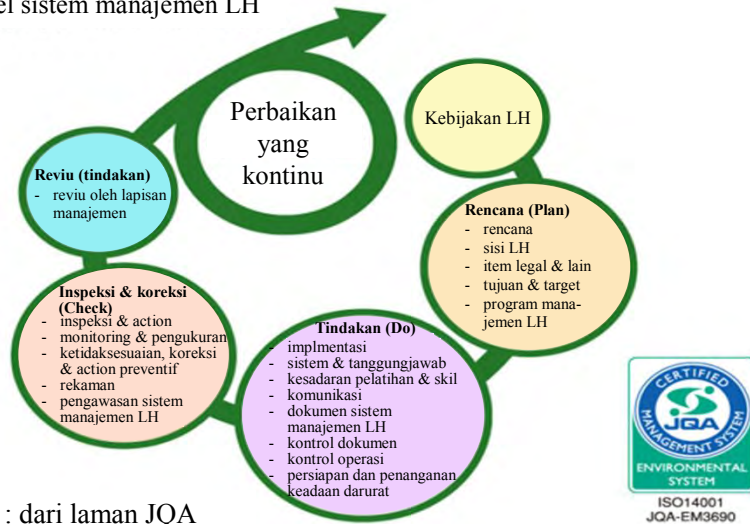 el sistem manajemen LH
Perbaikan
yang
kontinu
Kebijakan LH
Rencana (Plan)
- rencana
- sisi LH
- item legal & lain
- tujuan & target
- program mana-
jemen LH
Tindakan (Do)
- implmentasi
- sistem & tanggungjawab
- kesadaran pelatihan & skil
- komunikasi
- dokumen sistem
manajemen LH
- kontrol dokumen
- kontrol operasi
- persiapan dan penanganan
keadaan darurat
Inspeksi & koreksi
(Check)
- inspeksi & action
- monitoring & pengukuran
- ketidaksesuaian, koreksi
& action preventif
- rekaman
- pengawasan sistem
manajemen LH
Reviu (tindakan)
- reviu oleh lapisan
manajemen
CERTIFIED
JQA
MANAGEMENT SYSTEM
ENVIRONMENTAL
SYSTEM
ISO14001
JQA-EM3690
: dari laman JQA